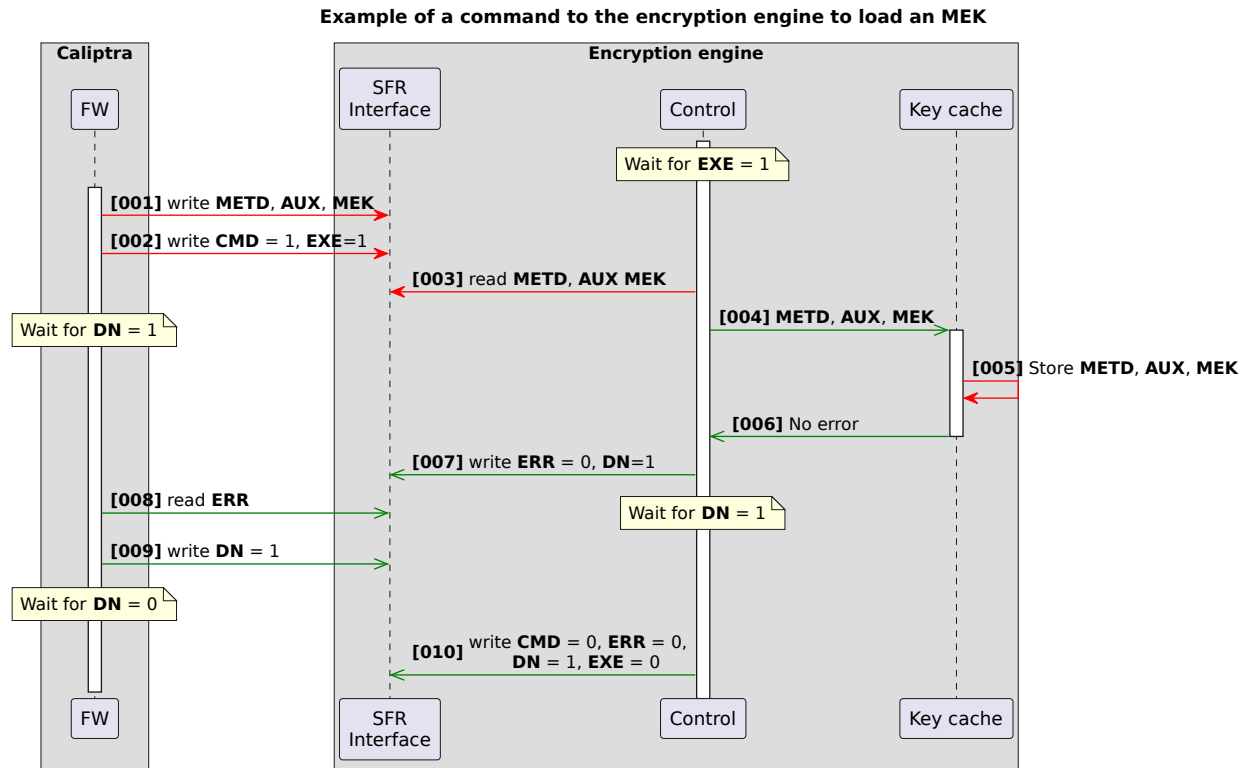 Example of a command to the encryption engine to load an MEK
Caliptra
Encryption engine
FW
SFR
Interface
Control
Key cache
Wait for EXE = 1
[001] write METD, AUX, MEK
[002] write CMD = 1, EXE=1
[003] read METD, AUX MEK
Wait for DN = 1
[004] METD, AUX, MEK
[005] Store METD, AUX, MEK
[006] No error
[007] write ERR = 0, DN=1
[008] read ERR
Wait for DN = 1
[009] write DN = 1
Wait for DN = 0
[010] write CMD = 0, ERR = 0,
DN = 1, EXE = 0
FW
SFR
Interface
Control
Key cache